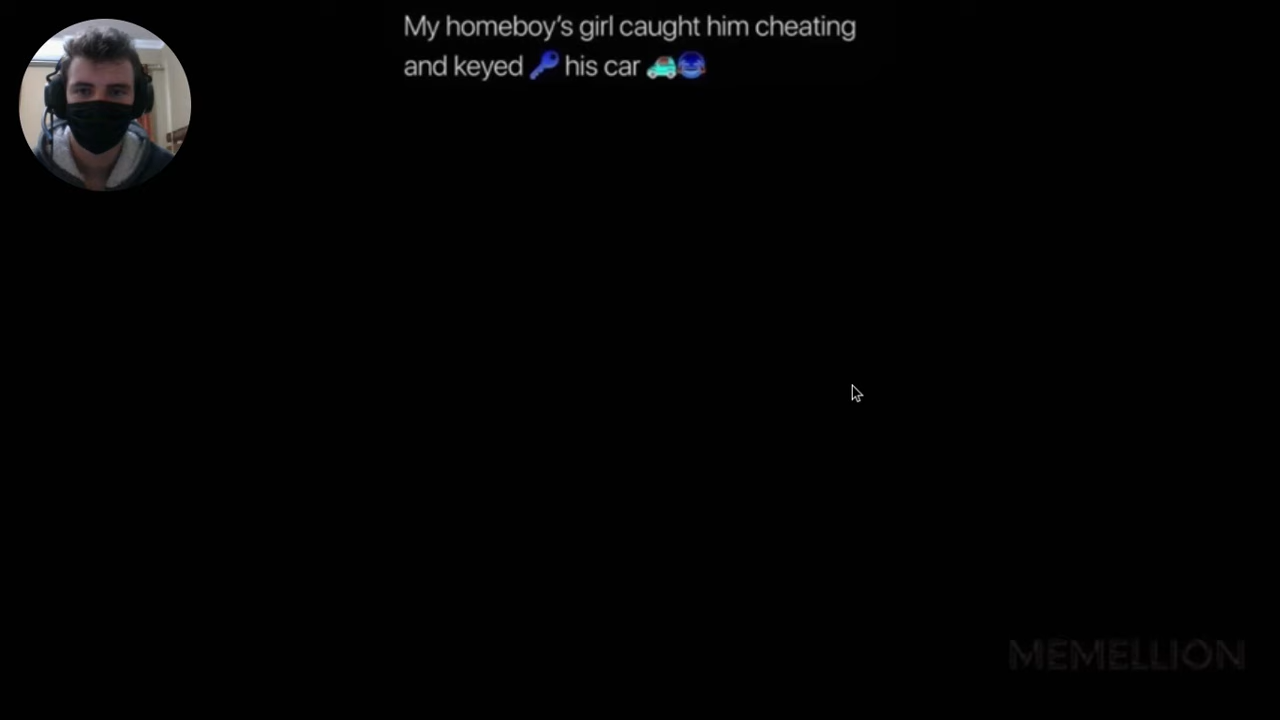 My homeboy’s girl caught him cheating
and keyed 🔑 his car 🚗😂
MEMELLION